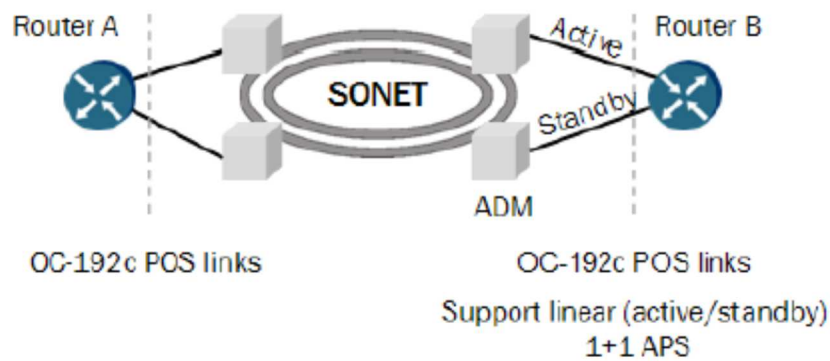 Router A
Active
Router B
SONET
Standby
ADM
OC-192c POS links
OC-192c POS links
Support linear (active/standby)
1+1 APS